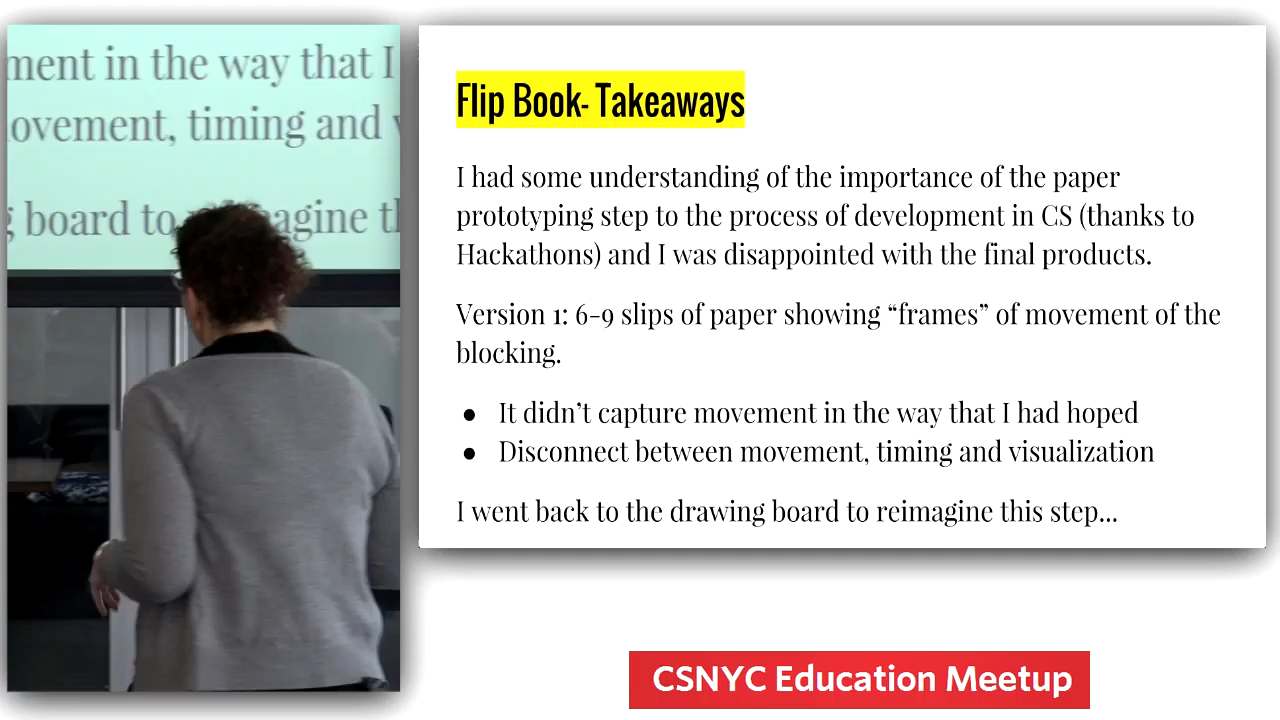 ment in the way that I
ovement, timing and
board to agine
Flip Book- Takeaways
I had some understanding of the importance of the paper
prototyping step to the process of development in CS (thanks to
Hackathons) and I was disappointed with the final products.
Version 1: 6-9 slips of paper showing “frames” of movement of the
blocking.
● It didn’t capture movement in the way that I had hoped
● Disconnect between movement, timing and visualization
I went back to the drawing board to reimagine this step...
CSNYC Education Meetup